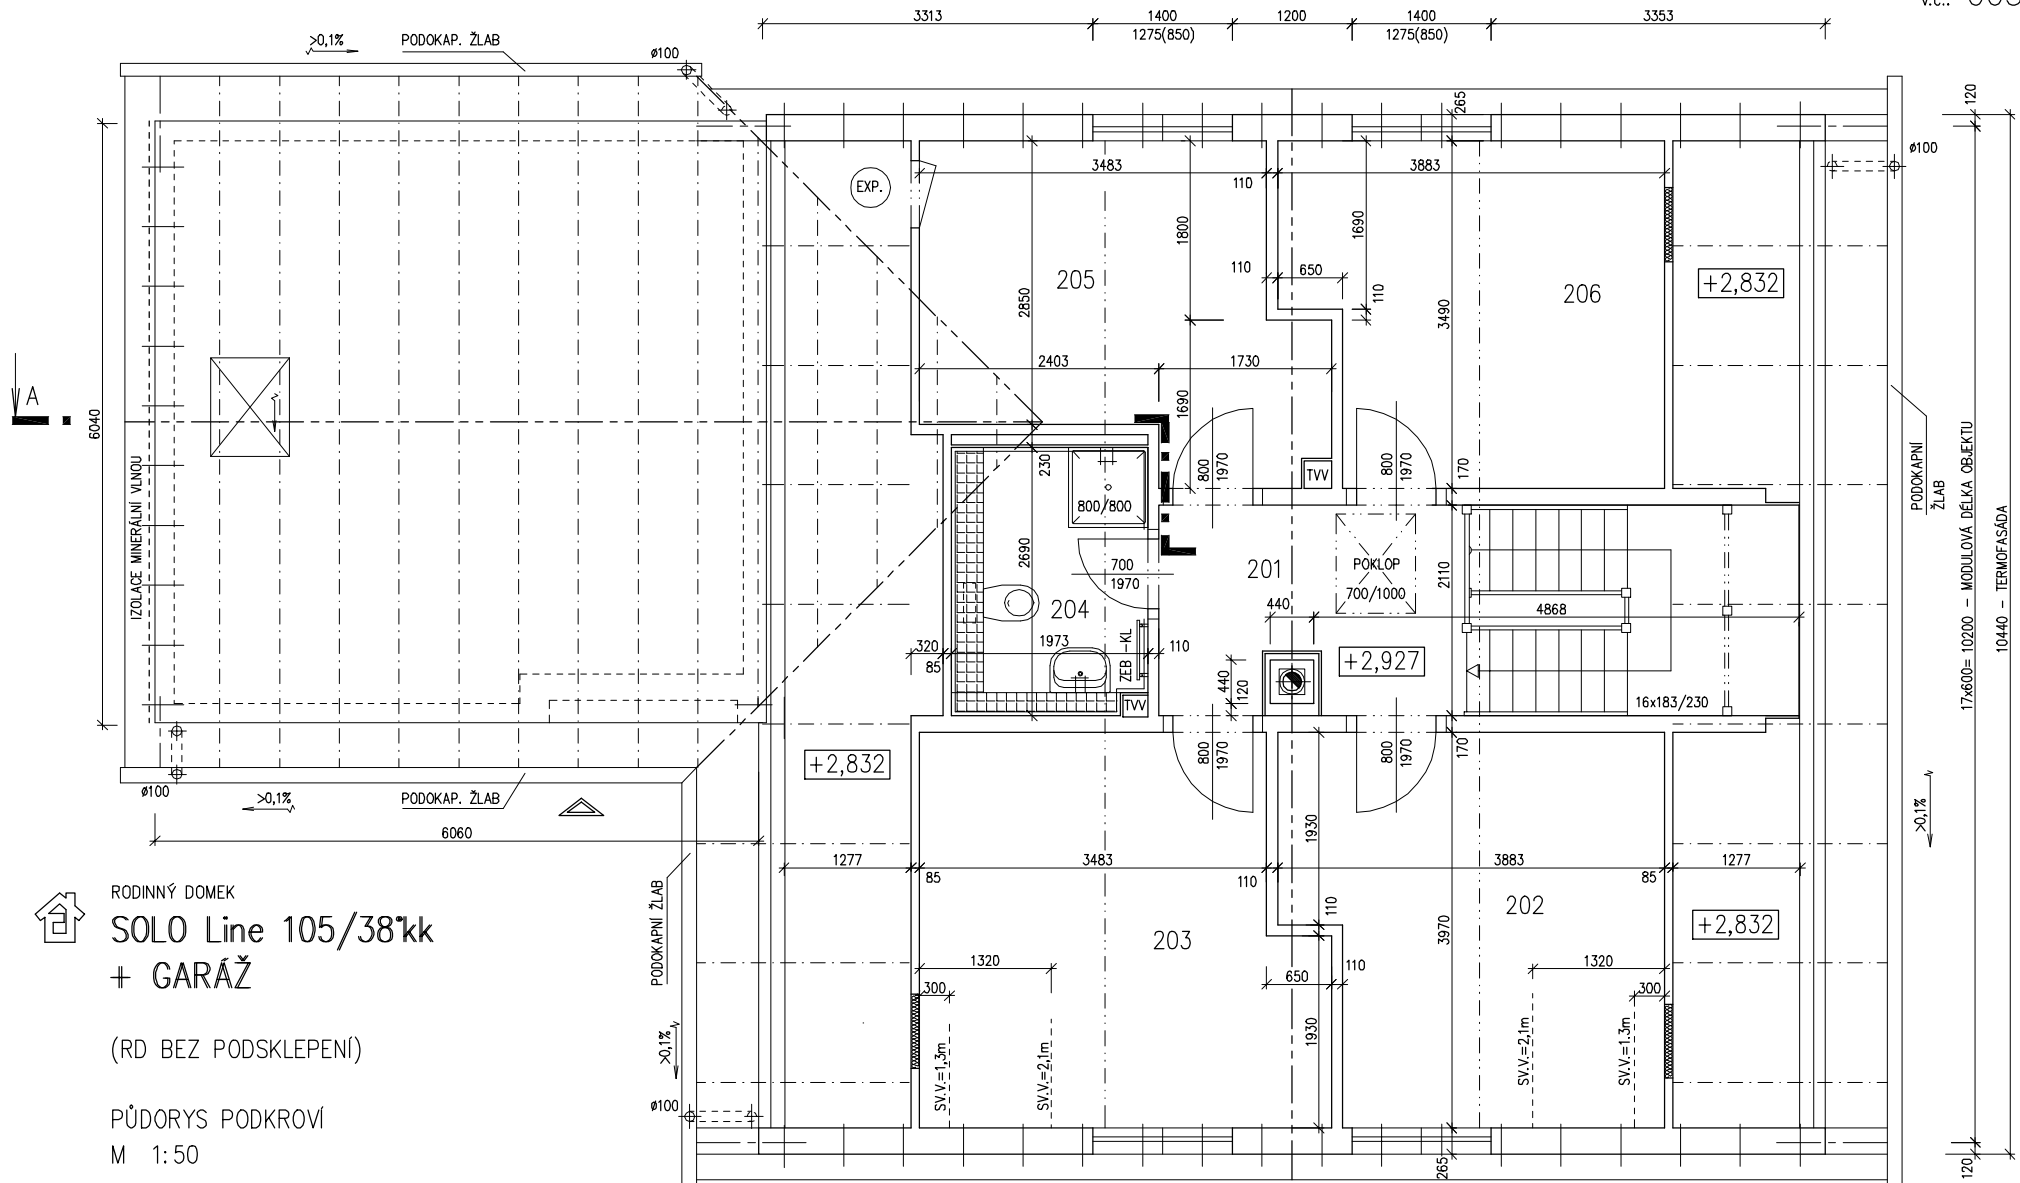 3313
1400
1275(850)
1200
1400
1275(850)
3353
>0,1%
PODOKAP. ŽLAB
ø100
265
120
ø100
EXP.
3483
110
3883
1800
1690
110
650
110
205
206
+2,832
2850
3490
2403
1730
1690
A
6040
IZOLACE MINERÁLNÍ VLNOU
230
800
1970
TVV
800
1970
170
800/800
2690
700
1970
201
POKLOP
700/1000
2110
440
4868
204
320
85
1973
ZEB -KL
110
+2,927
440
120
16x183/230
TVV
PODOKAPNÍ
ŽLAB
17x600= 10200 - MODULOVÁ DÉLKA OBJEKTU
10440 - TERMOFASÁDA
+2,832
800
1970
800
1970
170
ø100
>0,1%
PODOKAP. ŽLAB
6060
1930
>0,1%
1277
85
3483
110
3883
85
1277
RODINNÝ DOMEK
SOLO Line 105/38°kk
+ GARÁŽ
PODOKAPNÍ ŽLAB
203
110
202
+2,832
3970
1320
650
110
1320
300
300
1930
>0,1%
SV.V.=1,3m
SV.V.=2,1m
SV.V.=2,1m
SV.V.=1.3m
(RD BEZ PODSKLEPENÍ)
ø100
PŮDORYS PODKROVÍ
M 1:50
265
120